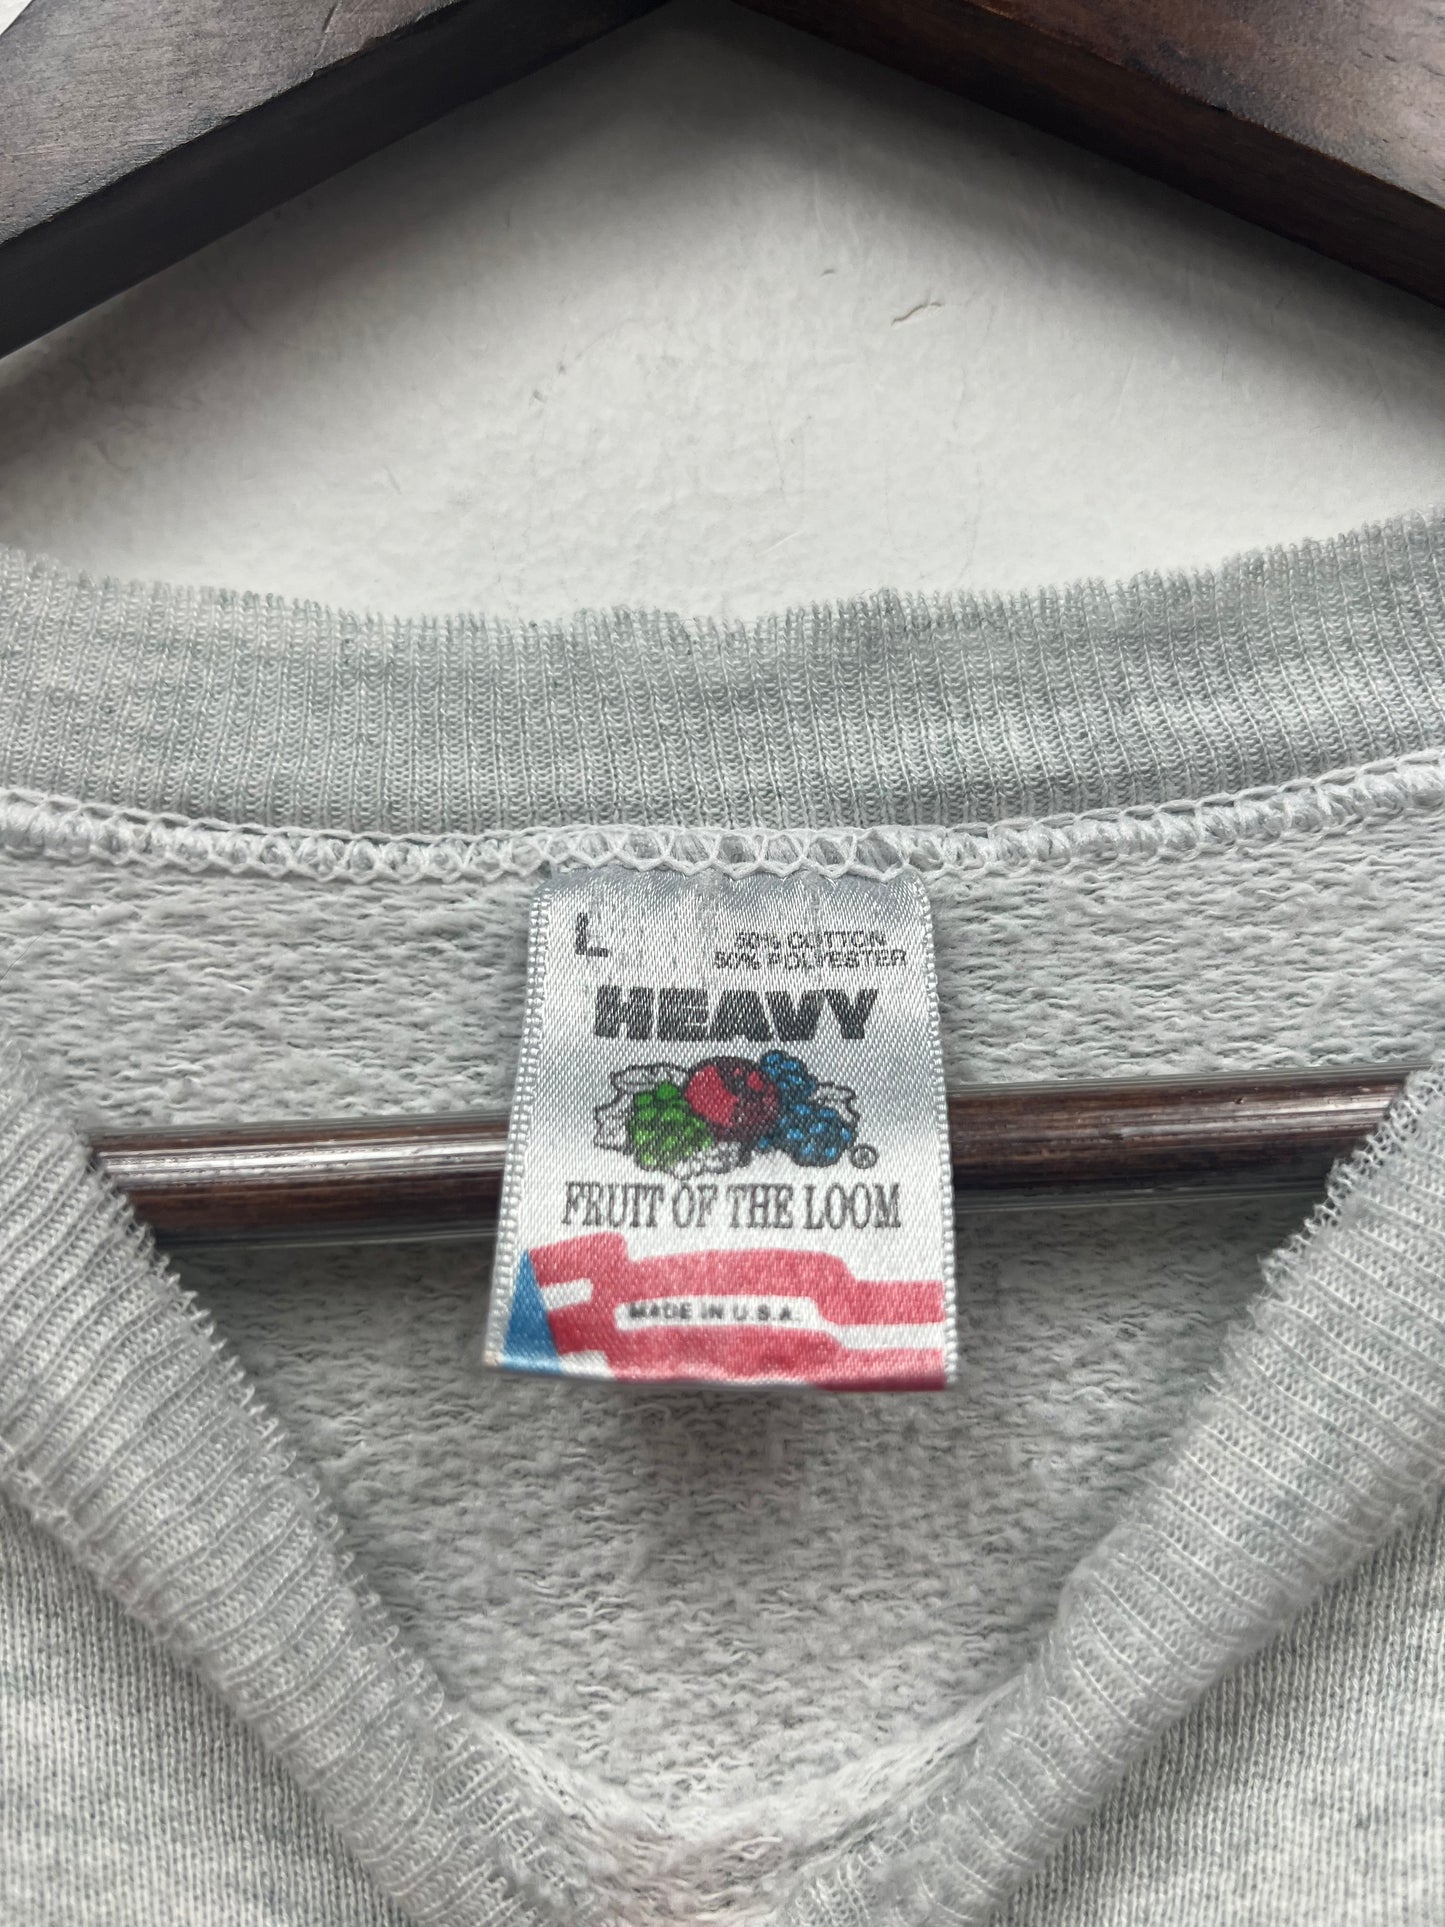 L
50% COTTON
50% POLYESTER
HEAVY
®
FRUIT OF THE LOOM
MADE IN U.S.A.